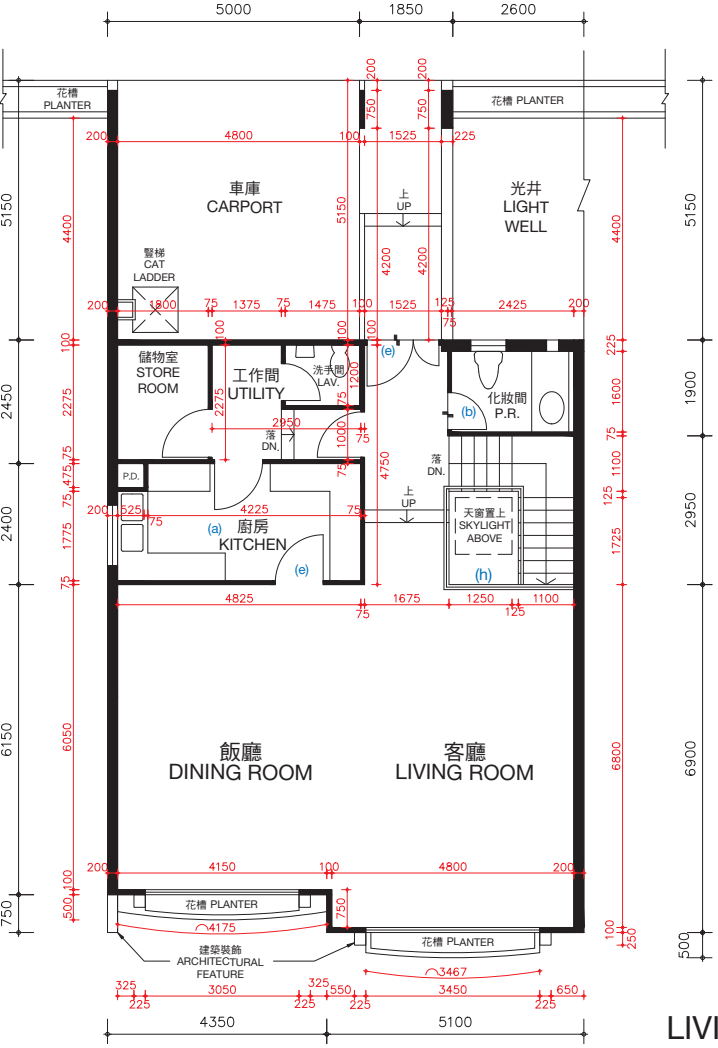 5000 1850 2600
花槽
PLANTER
200
750
200
750
花槽 PLANTER
200 4800 100 1525 225
5150
4400
車庫
CARPORT
5150
上
UP
光井
LIGHT
WELL
4400
5150
豎梯
CAT
LADDER
4200
4200
200 1800 75 1375 75 1475 100 1525 125 2425 200
75
100
100
100
100
(e)
225
2450
2275
儲物室
STORE
ROOM
2275
工作間
UTILITY
洗手間
LAV.
1200
75
化妝間
P.R.
(b)
1600
1900
2950
75
落
DN.
1000
75
4750
落
DN.
75
1100
475
P.D.
75
上
UP
125
2400
200 525 4225 75
75
(a)
廚房
KITCHEN
1775
天窗置上
SKYLIGHT
ABOVE
1725
2950
75
(e)
(h)
4825 1675 1250 1100
75
125
6150
6050
飯廳
DINING ROOM
客廳
LIVING ROOM
6800
6900
200 4150 100 4800 200
100
750
500
花槽 PLANTER
750
4175
花槽 PLANTER
100
250
500
建築裝飾
ARCHITECTURAL
FEATURE
3467
325 3050 325 550 3450 650
225 225 225 225
4350 5100
LIVI